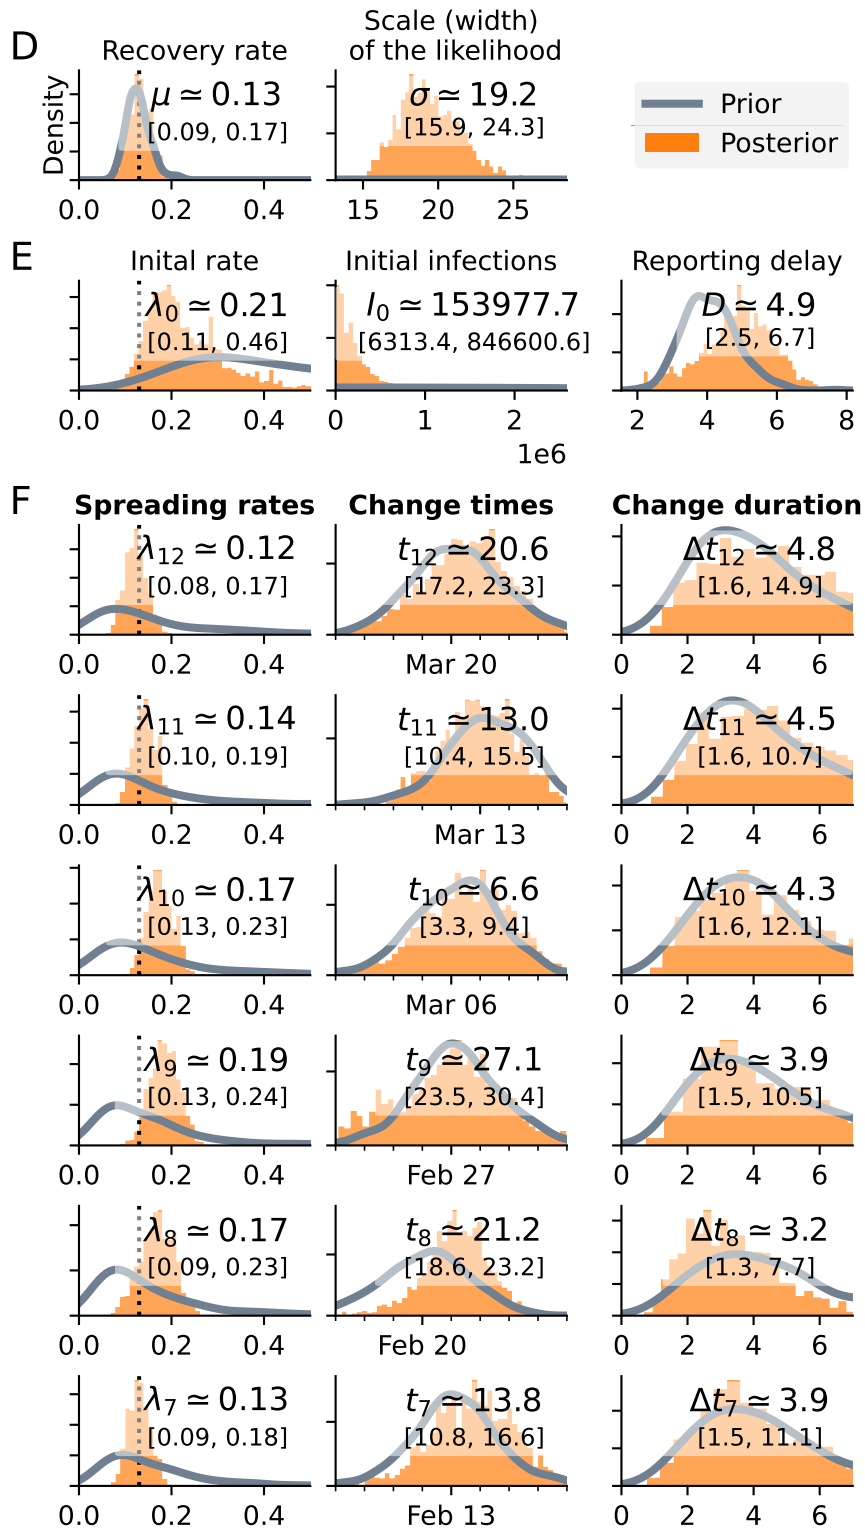 D
Recovery rate
Scale (width)
of the likelihood
Density
μ ≃ 0.13
[0.09, 0.17]
0.0 0.2 0.4
σ ≃ 19.2
[15.9, 24.3]
15 20 25
Prior
Posterior
E
Inital rate
λ0 ≃ 0.21
[0.11, 0.46]
0.0 0.2 0.4
Initial infections
I0 ≃ 153977.7
[6313.4, 846600.6]
0 1 2
1e6
Reporting delay
D ≃ 4.9
[2.5, 6.7]
2 4 6 8
F
Spreading rates
Change times
Change duration
λ12 ≃ 0.12
[0.08, 0.17]
0.0 0.2 0.4
t12 ≃ 20.6
[17.2, 23.3]
Mar 20
Δt12 ≃ 4.8
[1.6, 14.9]
0 2 4 6
λ11 ≃ 0.14
[0.10, 0.19]
0.0 0.2 0.4
t11 ≃ 13.0
[10.4, 15.5]
Mar 13
Δt11 ≃ 4.5
[1.6, 10.7]
0 2 4 6
λ10 ≃ 0.17
[0.13, 0.23]
0.0 0.2 0.4
t10 ≃ 6.6
[3.3, 9.4]
Mar 06
Δt10 ≃ 4.3
[1.6, 12.1]
0 2 4 6
λ9 ≃ 0.19
[0.13, 0.24]
0.0 0.2 0.4
t9 ≃ 27.1
[23.5, 30.4]
Feb 27
Δt9 ≃ 3.9
[1.5, 10.5]
0 2 4 6
λ8 ≃ 0.17
[0.09, 0.23]
0.0 0.2 0.4
t8 ≃ 21.2
[18.6, 23.2]
Feb 20
Δt8 ≃ 3.2
[1.3, 7.7]
0 2 4 6
λ7 ≃ 0.13
[0.09, 0.18]
0.0 0.2 0.4
t7 ≃ 13.8
[10.8, 16.6]
Feb 13
Δt7 ≃ 3.9
[1.5, 11.1]
0 2 4 6